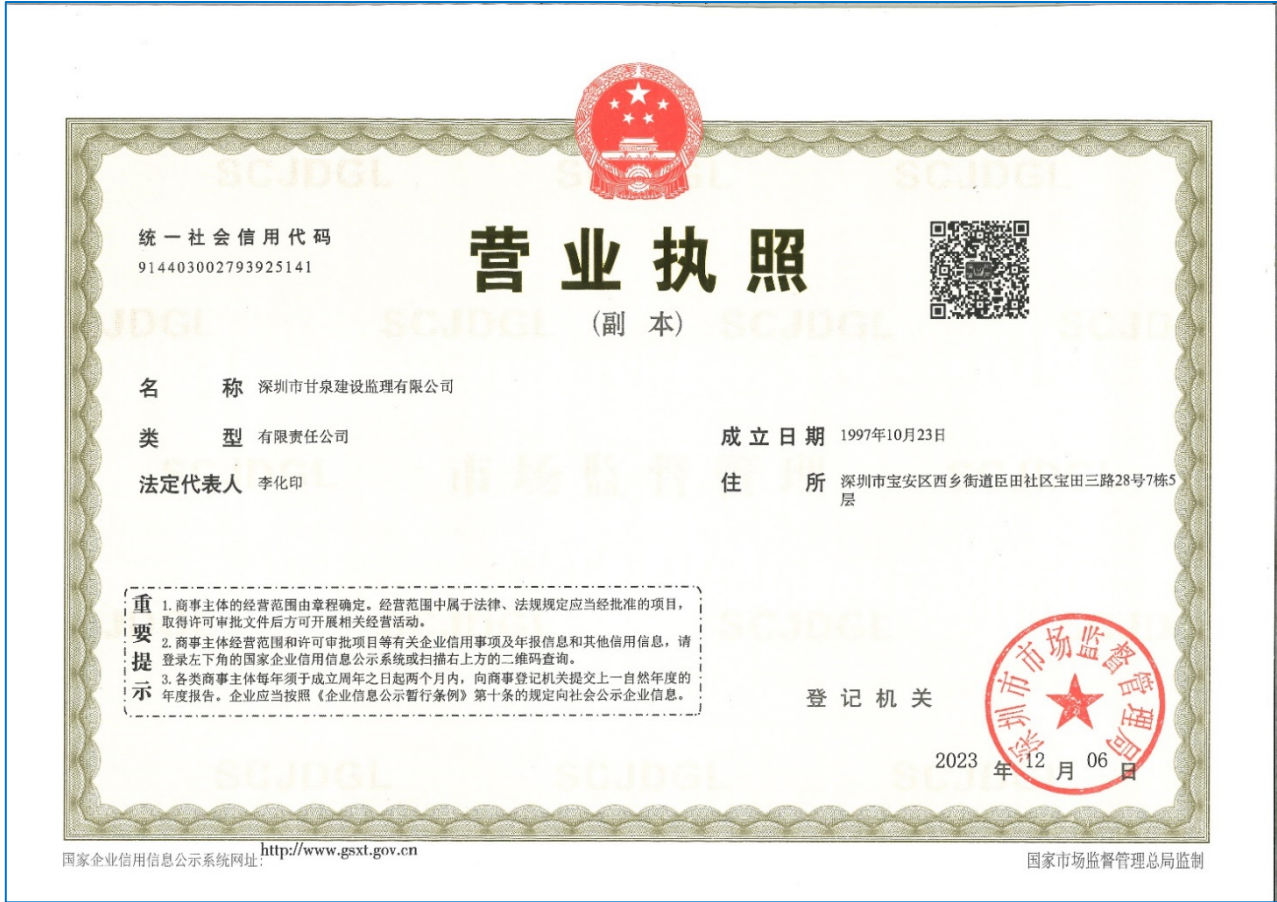 统一社会信用代码
914403002793925141
营业执照
(副 本)
名 称 深圳市甘泉建设监理有限公司
类 型 有限责任公司
成立日期 1997年10月23日
法定代表人 李化印
住 所 深圳市宝安区西乡街道臣田社区宝田三路28号7栋5
层
重要提示
1. 商事主体的经营范围由章程确定。经营范围中属于法律、法规规定应当经批准的项目，
取得许可审批文件后方可开展相关经营活动。
2. 商事主体经营范围和许可审批项目等有关企业信用事项及年报信息和其他信用信息，请
登录左下角的国家企业信用信息公示系统或扫描右上方的二维码查询。
3. 各类商事主体每年须于成立周年之日起两个月内，向商事登记机关提交上一自然年度的
年度报告。企业应当按照《企业信息公示暂行条例》第十条的规定向社会公示企业信息。
登记机关
深圳市市场监督管理局
2023 年 12 月 06 日
国家企业信用信息公示系统网址: http://www.gsxt.gov.cn
国家市场监督管理总局监制
SCJDGL
市场监督管理